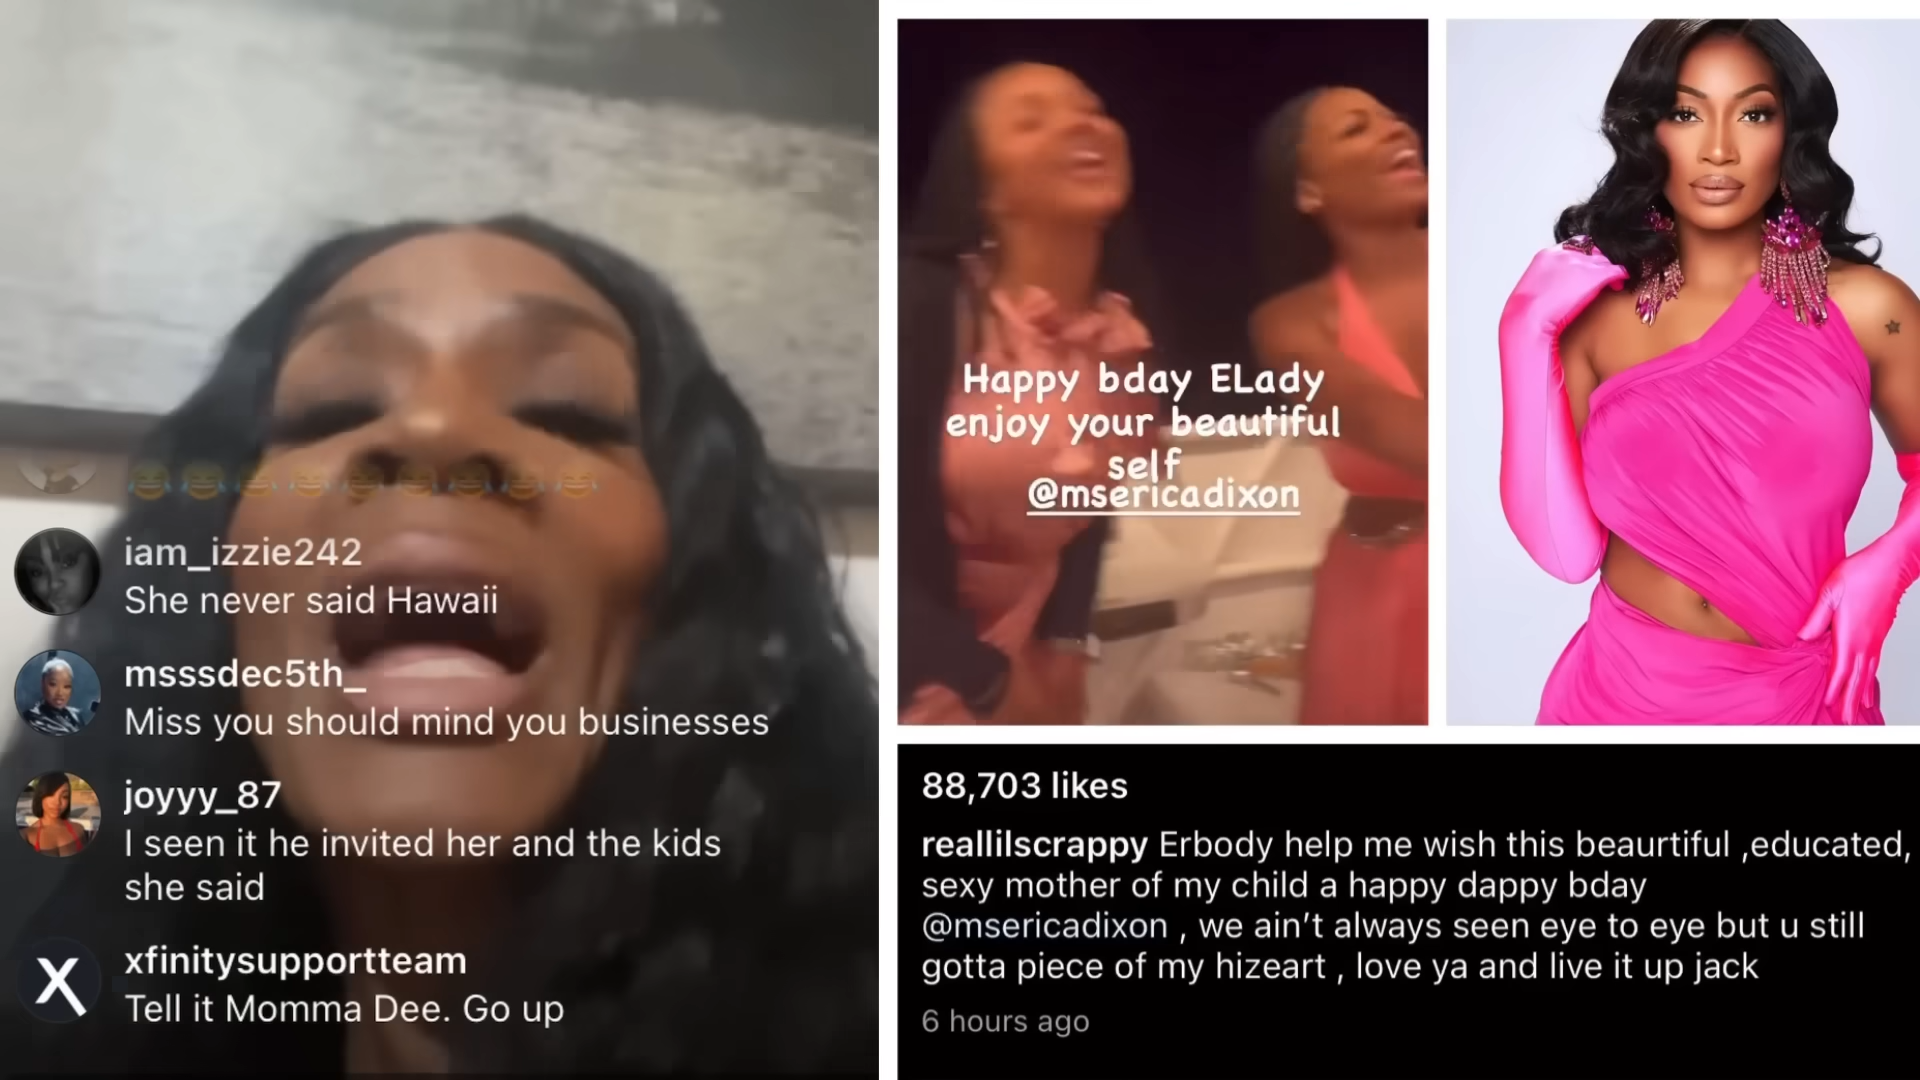 iam_izzie242
She never said Hawaii
msssdec5th_
Miss you should mind you businesses
joyyy_87
I seen it he invited her and the kids
she said
xfinitysupportteam
Tell it Momma Dee. Go up
Happy bday ELady
enjoy your beautiful
self
@msericadixon
88,703 likes
reallilscrappy Erbody help me wish this beaurtiful ,educated,
sexy mother of my child a happy dappy bday
@msericadixon , we ain’t always seen eye to eye but u still
gotta piece of my hizeart , love ya and live it up jack
6 hours ago